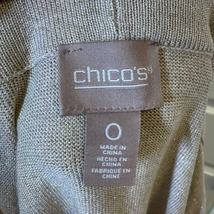 chico's
0
MADE IN
CHINA
HECHO EN
CHINA
FABRIQUÉ EN
CHINE